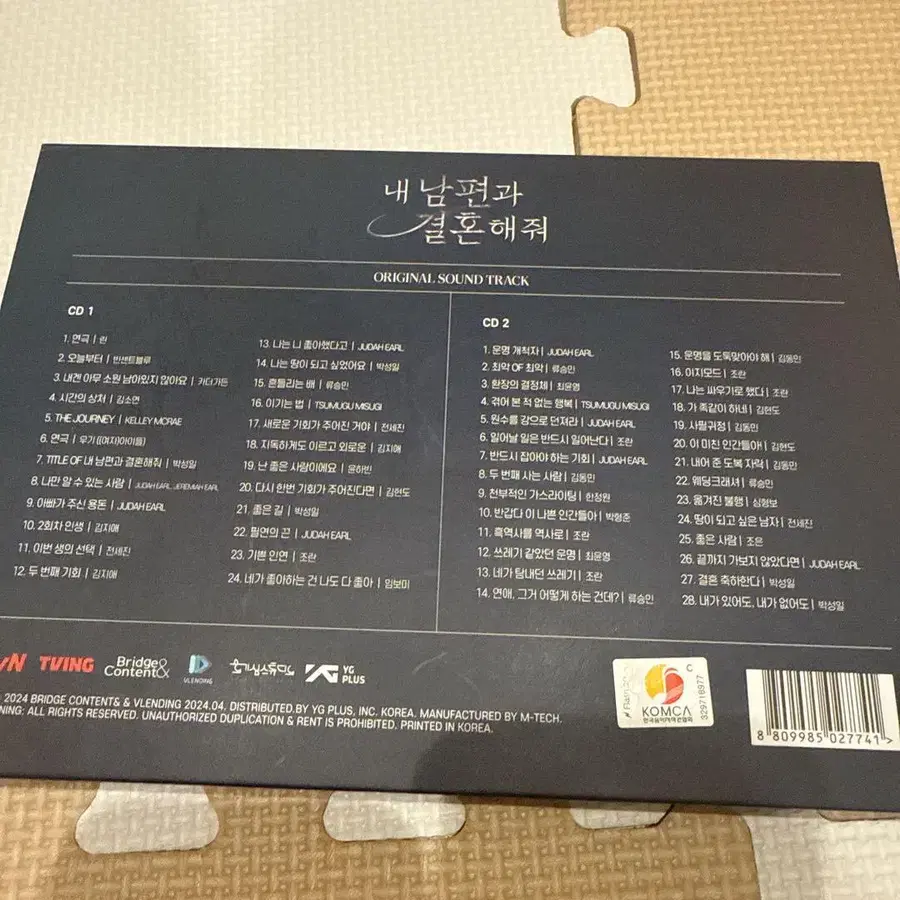 내 남편과
결혼해줘
ORIGINAL SOUND TRACK
CD 1
1. 연극 | 린
2. 오늘부터 | 빈센트블루
3. 내겐 아무 소원 남아있지 않아요 | 카더가든
4. 시간의 상처 | 김소연
5. THE JOURNEY | KELLEY MCRAE
6. 연극 | 우기 ((여자)아이들)
7. TITLE OF 내 남편과 결혼해줘 | 박성일
8. 나만 알 수 있는 사람 | JUDAH EARL, JEREMIAH EARL
9. 아빠가 주신 용돈 | JUDAH EARL
10. 2회차 인생 | 김지애
11. 이번 생의 선택 | 전세진
12. 두 번째 기회 | 김지애
13. 나는 니 좋아했다고 | JUDAH EARL
14. 나는 땅이 되고 싶었어요 | 박성일
15. 흔들리는 배 | 류승민
16. 이기는 법 | TSUMUGU MISUGI
17. 새로운 기회가 주어진 거야 | 전세진
18. 지독하게도 이르고 외로운 | 김지애
19. 난 좋은 사람이에요 | 윤하빈
20. 다시 한번 기회가 주어진다면 | 김현도
21. 좋은 길 | 박성일
22. 필연의 끈 | JUDAH EARL
23. 기쁜 인연 | 조란
24. 네가 좋아하는 건 나도 다 좋아 | 임보미
CD 2
1. 운명 개척자 | JUDAH EARL
2. 최악 OF 최악 | 류승민
3. 환장의 결정체 | 최윤영
4. 겪어 본 적 없는 행복 | TSUMUGU MISUGI
5. 원수를 강으로 던져라 | JUDAH EARL
6. 일어날 일은 반드시 일어난다 | 조란
7. 반드시 잡아야 하는 기회 | JUDAH EARL
8. 두 번째 사는 사람 | 김동민
9. 천부적인 가스라이팅 | 한정원
10. 반갑다 이 나쁜 인간들아 | 박형준
11. 흑역사를 역사로 | 조란
12. 쓰레기 같았던 운명 | 최윤영
13. 네가 탐내던 쓰레기 | 조란
14. 연애, 그거 어떻게 하는 건데? | 류승민
15. 운명을 도둑맞아야 해 | 김동민
16. 이지모드 | 조란
17. 나는 싸우기로 했다 | 조란
18. 가 족같이 하네 | 김현도
19. 사필귀정 | 김동민
20. 이 미친 인간들아 | 김현도
21. 내어 준 도복 자락 | 김동민
22. 웨딩크래셔 | 류승민
23. 옮겨진 불행 | 심형보
24. 땅이 되고 싶은 남자 | 전세진
25. 좋은 사람 | 조은
26. 끝까지 가보지 않았다면 | JUDAH EARL
27. 결혼 축하한다 | 박성일
28. 내가 있어도, 내가 없어도 | 박성일
TVING
Bridge&
Content&
VLENDING
YG
PLUS
2024 BRIDGE CONTENT& & VLENDING 2024.04. DISTRIBUTED.BY YG PLUS, INC. KOREA. MANUFACTURED BY M-TECH.
NING: ALL RIGHTS RESERVED. UNAUTHORIZED DUPLICATION & RENT IS PROHIBITED. PRINTED IN KOREA.
C
KOMCA
한국음악저작권협회
329716977
8 809985 027741 >